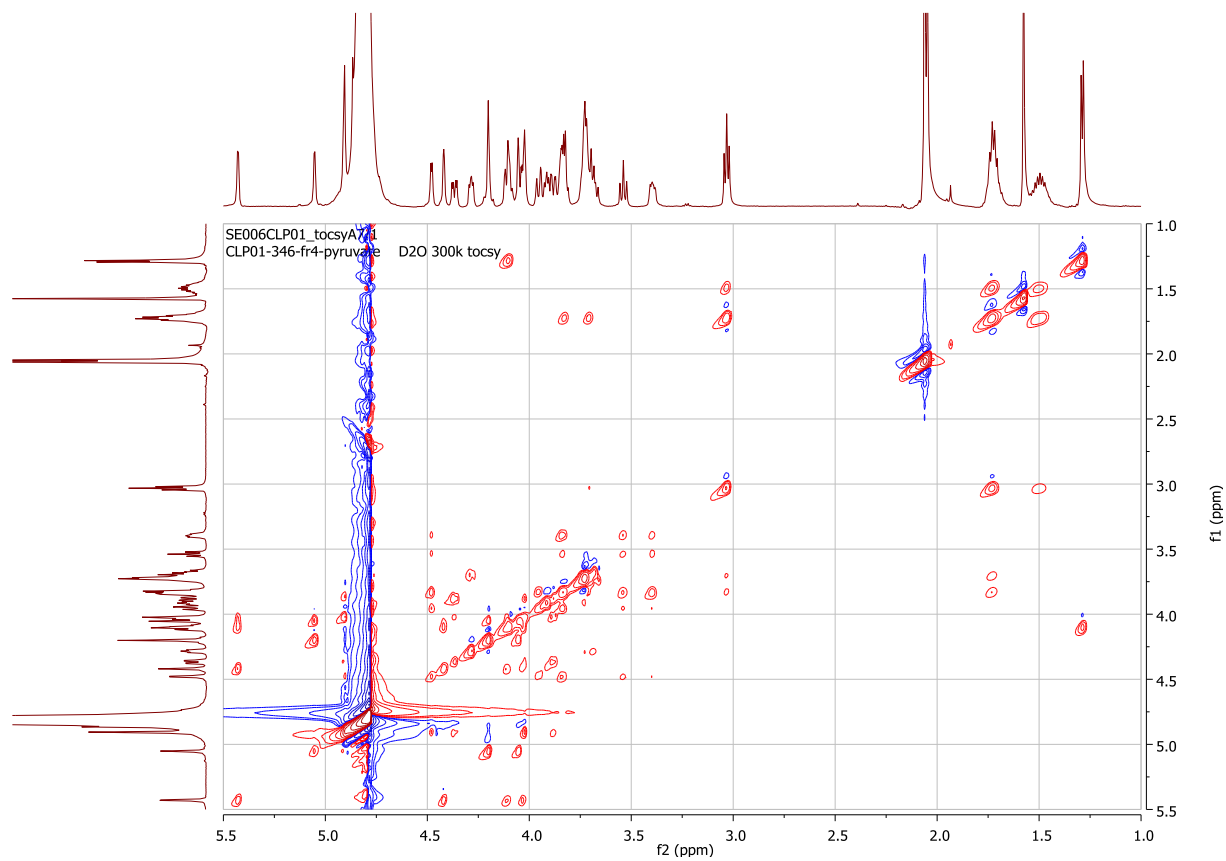 SE006CLP01_tocsyA7.1
CLP01-346-fr4-pyruvate D2O 300k tocsy
1.0
1.5
2.0
2.5
3.0
3.5
4.0
4.5
5.0
5.5
f1 (ppm)
5.5 5.0 4.5 4.0 3.5 3.0 2.5 2.0 1.5 1.0
f2 (ppm)